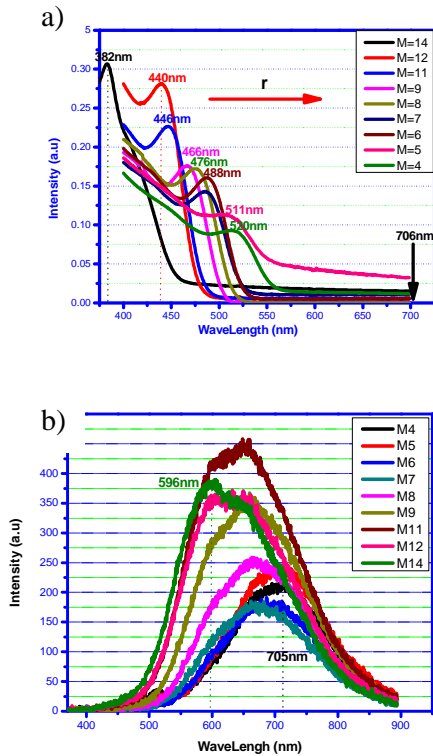 a)
5
0.30
0.25
0.20
0.15
0.10
0.05
0.00
Intensity (a.u)
382nm
440nm
446nm
466nm
476nm
488nm
511nm
520nm
706nm
r
M=14
M=12
M=11
M=9
M=8
M=7
M=6
M=5
M=4
400 450 500 550 600 650 700
WaveLength (nm)
b)
400
350
300
250
200
150
100
50
0
Intensity (a.u)
596nm
705nm
M4
M5
M6
M7
M8
M9
M11
M12
M14
400 500 600 700 800 900
WaveLengh (nm)